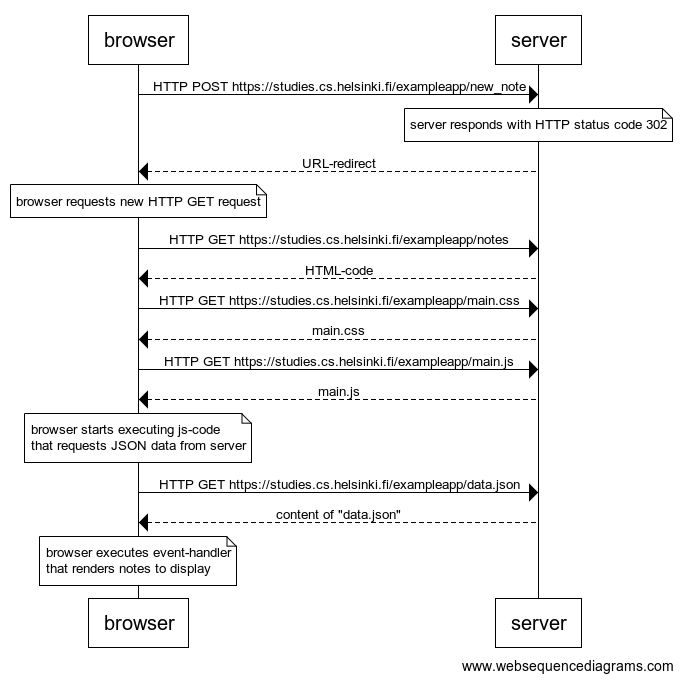 browser
server
HTTP POST https://studies.cs.helsinki.fi/exampleapp/new_note
server responds with HTTP status code 302
URL-redirect
browser requests new HTTP GET request
HTTP GET https://studies.cs.helsinki.fi/exampleapp/notes
HTML-code
HTTP GET https://studies.cs.helsinki.fi/exampleapp/main.css
main.css
HTTP GET https://studies.cs.helsinki.fi/exampleapp/main.js
main.js
browser starts executing js-code
that requests JSON data from server
HTTP GET https://studies.cs.helsinki.fi/exampleapp/data.json
content of "data.json"
browser executes event-handler
that renders notes to display
browser
server
www.websequencediagrams.com